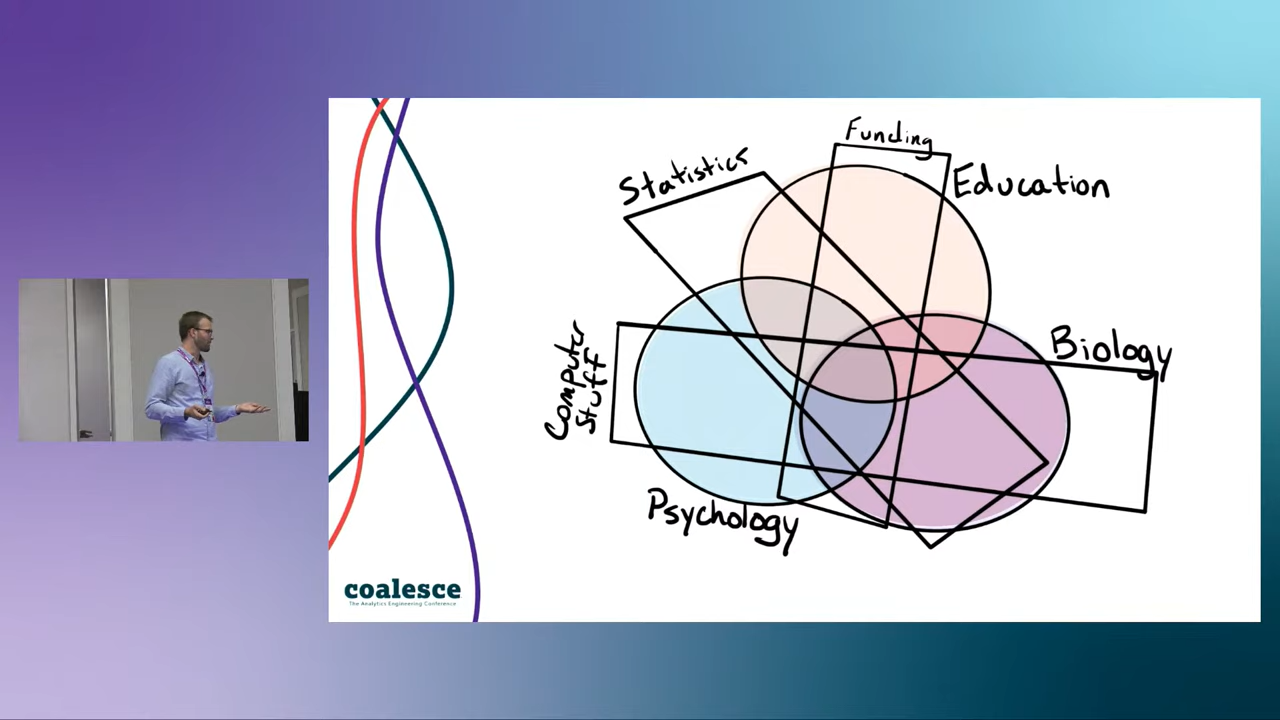 Funding
Statistics
Education
Biology
Computer
Stuff
Psychology
coalesce
The Analytics Engineering Conference